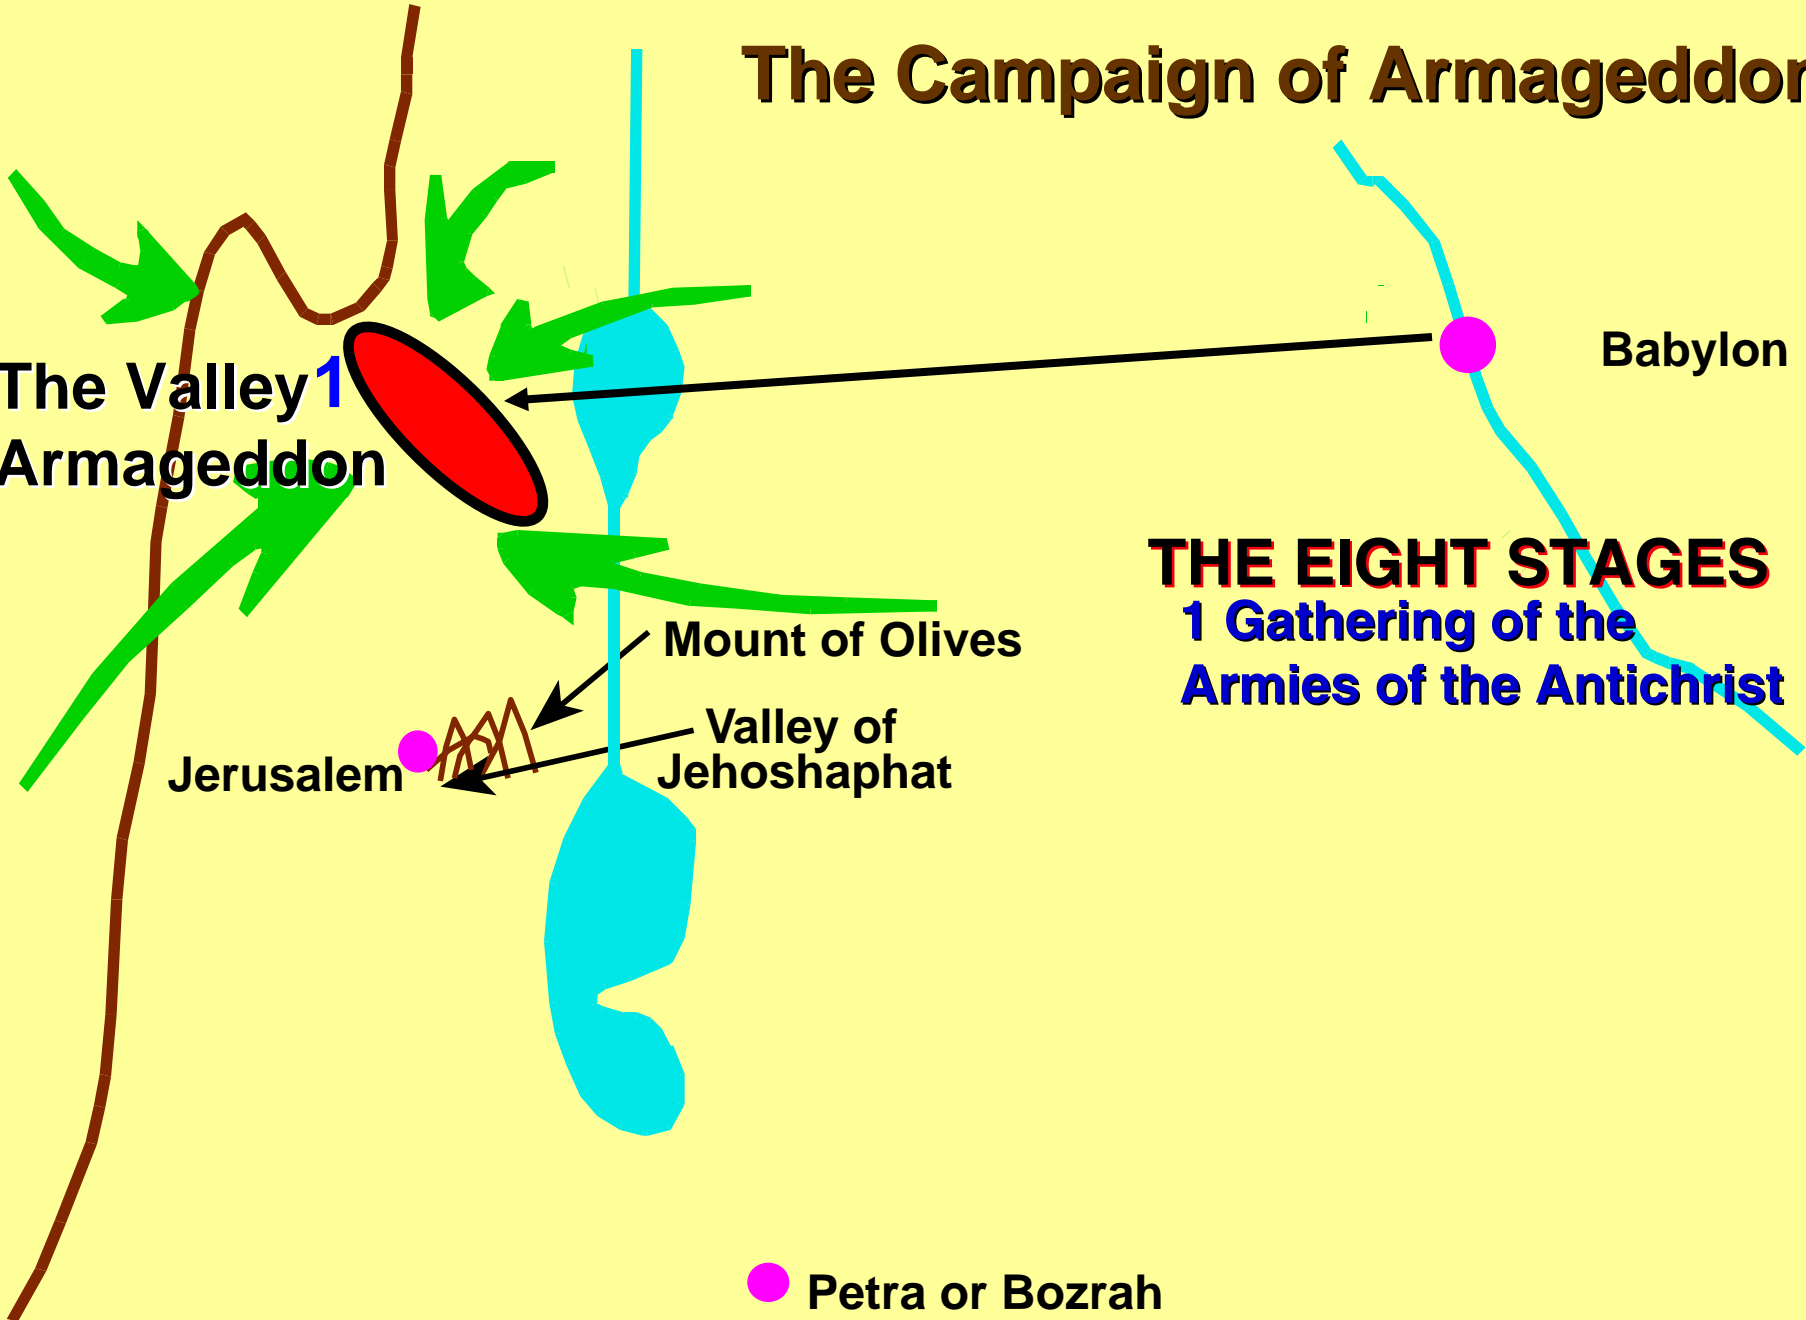 The Campaign of Armageddon
Babylon
The Valley 1
Armageddon
THE EIGHT STAGES
1 Gathering of the
Armies of the Antichrist
Mount of Olives
Valley of
Jehoshaphat
Jerusalem
Petra or Bozrah